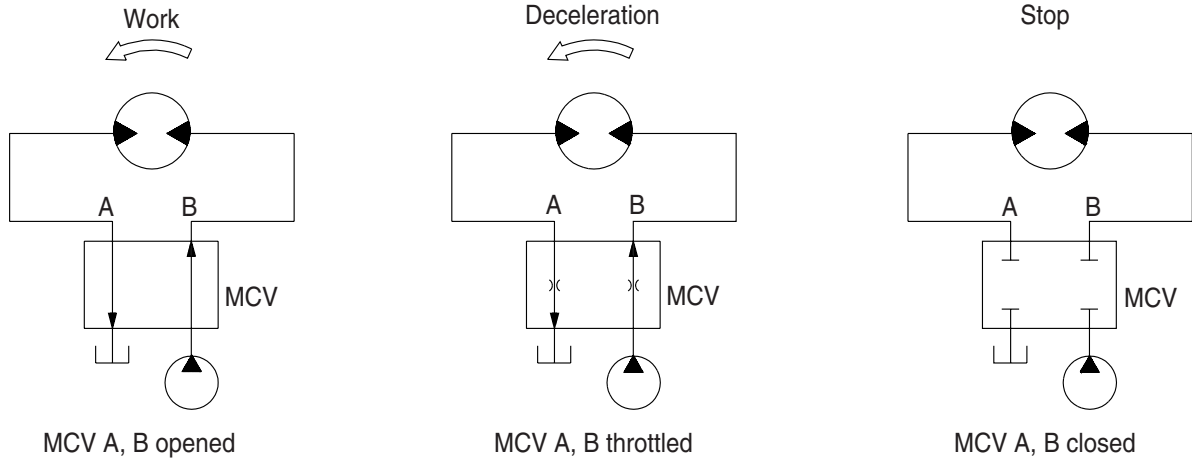 Work
A B
MCV
MCV A, B opened
Deceleration
A B
MCV
MCV A, B throttled
Stop
A B
MCV
MCV A, B closed